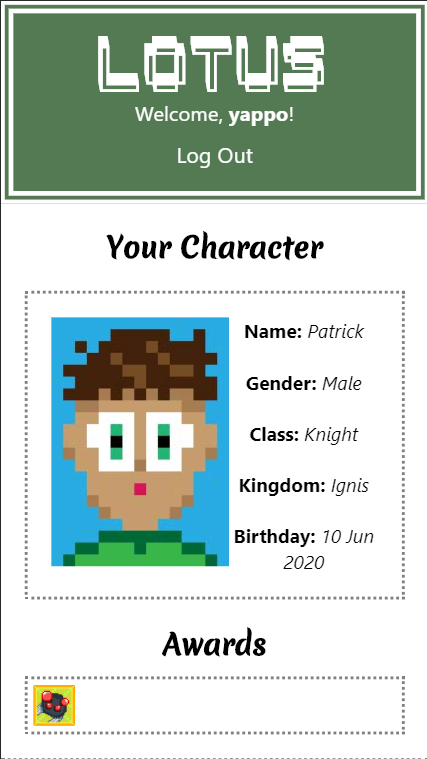 LOTUS
Welcome, yappo!
Log Out
Your Character
Name: Patrick
Gender: Male
Class: Knight
Kingdom: Ignis
Birthday: 10 Jun
2020
Awards